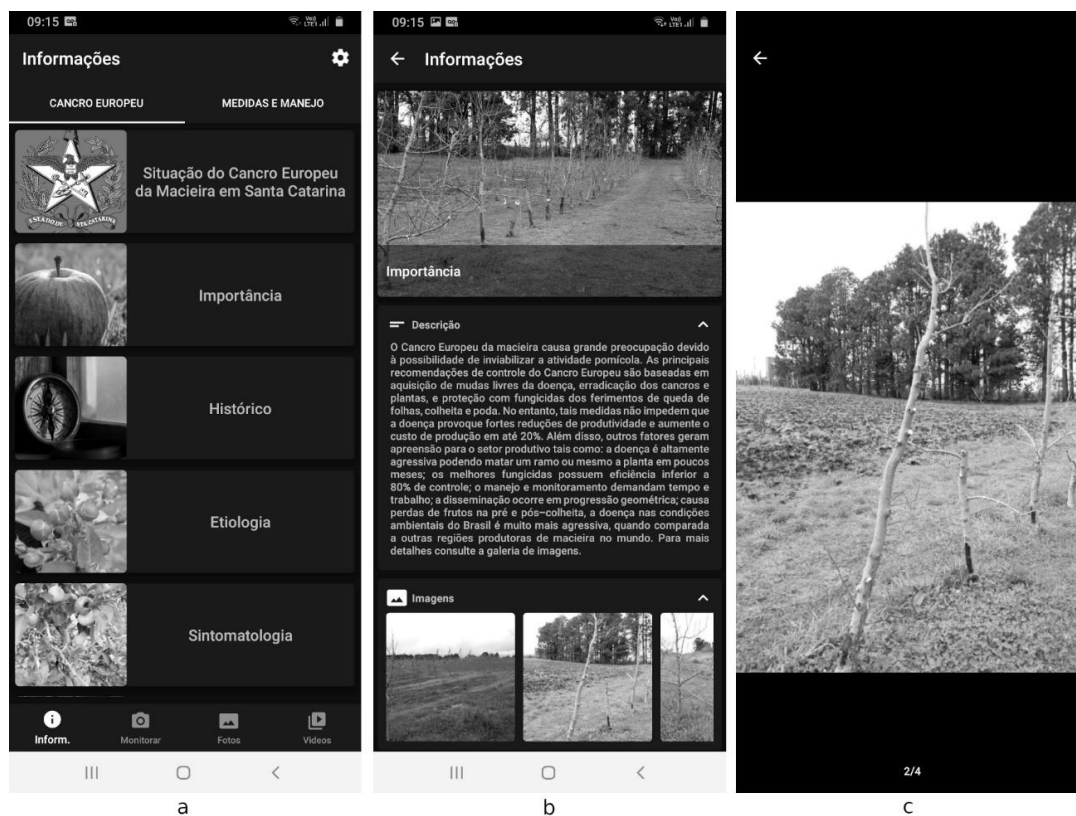 09:15
Vo))
LTE1
Informações
CANCRO EUROPEU
MEDIDAS E MANEJO
ESTADO DE STA. CATARINA
Situação do Cancro Europeu
da Macieira em Santa Catarina
Importância
Histórico
Etiologia
Sintomatologia
Inform.
Monitorar
Fotos
Videos
a
09:15
Vo))
LTE1
Informações
Importância
Descrição
O Cancro Europeu da macieira causa grande preocupação devido
à possibilidade de inviabilizar a atividade pomícola. As principais
recomendações de controle do Cancro Europeu são baseadas em
aquisição de mudas livres da doença, erradicação dos cancros e
plantas, e proteção com fungicidas dos ferimentos de queda de
folhas, colheita e poda. No entanto, tais medidas não impedem que
a doença provoque fortes reduções de produtividade e aumente o
custo de produção em até 20%. Além disso, outros fatores geram
apreensão para o setor produtivo tais como: a doença é altamente
agressiva podendo matar um ramo ou mesmo a planta em poucos
meses; os melhores fungicidas possuem eficiência inferior a
80% de controle; o manejo e monitoramento demandam tempo e
trabalho; a disseminação ocorre em progressão geométrica; causa
perdas de frutos na pré e pós-colheita, a doença nas condições
ambientais do Brasil é muito mais agressiva, quando comparada
a outras regiões produtoras de macieira no mundo. Para mais
detalhes consulte a galeria de imagens.
Imagens
b
2/4
c